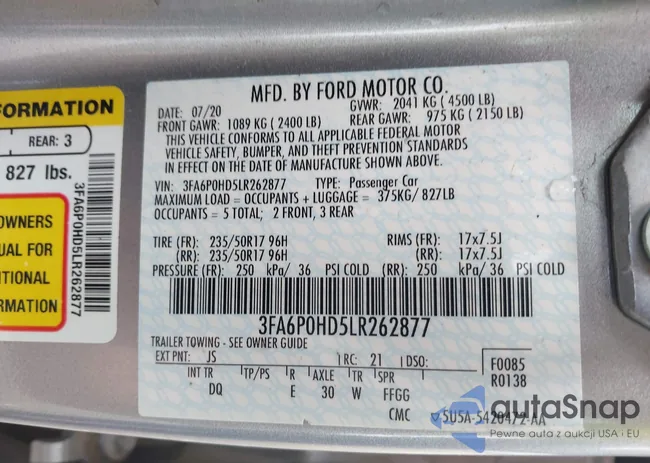 FORMATION
REAR: 3
827 lbs.
OWNERS
UAL FOR
ITIONAL
RMATION
3FA6P0HD5LR262877
MFD. BY FORD MOTOR CO.
DATE: 07/20 GVWR: 2041 KG (4500 LB)
FRONT GAWR: 1089 KG (2400 LB) REAR GAWR: 975 KG (2150 LB)
THIS VEHICLE CONFORMS TO ALL APPLICABLE FEDERAL MOTOR
VEHICLE SAFETY, BUMPER, AND THEFT PREVENTION STANDARDS
IN EFFECT ON THE DATE OF MANUFACTURE SHOWN ABOVE.
VIN: 3FA6P0HD5LR262877 TYPE: Passenger Car
MAXIMUM LOAD = OCCUPANTS + LUGGAGE = 375KG/827LB
OCCUPANTS = 5 TOTAL; 2 FRONT, 3 REAR
TIRE (FR): 235/50R17 96H RIMS (FR): 17x7.5J
(RR): 235/50R17 96H (RR): 17x7.5J
PRESSURE (FR): 250 kPa/ 36 PSI COLD (RR): 250 kPa/ 36 PSI COLD
3FA6P0HD5LR262877
TRAILER TOWING - SEE OWNER GUIDE
EXT PNT: JS RC: 21 DSO: F0085
INT TR TP/PS R AXLE TR SPR R0138
DQ E 30 W FFGG
CMC 5U5A-5420472-AA
autoSnap
Pewne auta z aukcji USA i EU